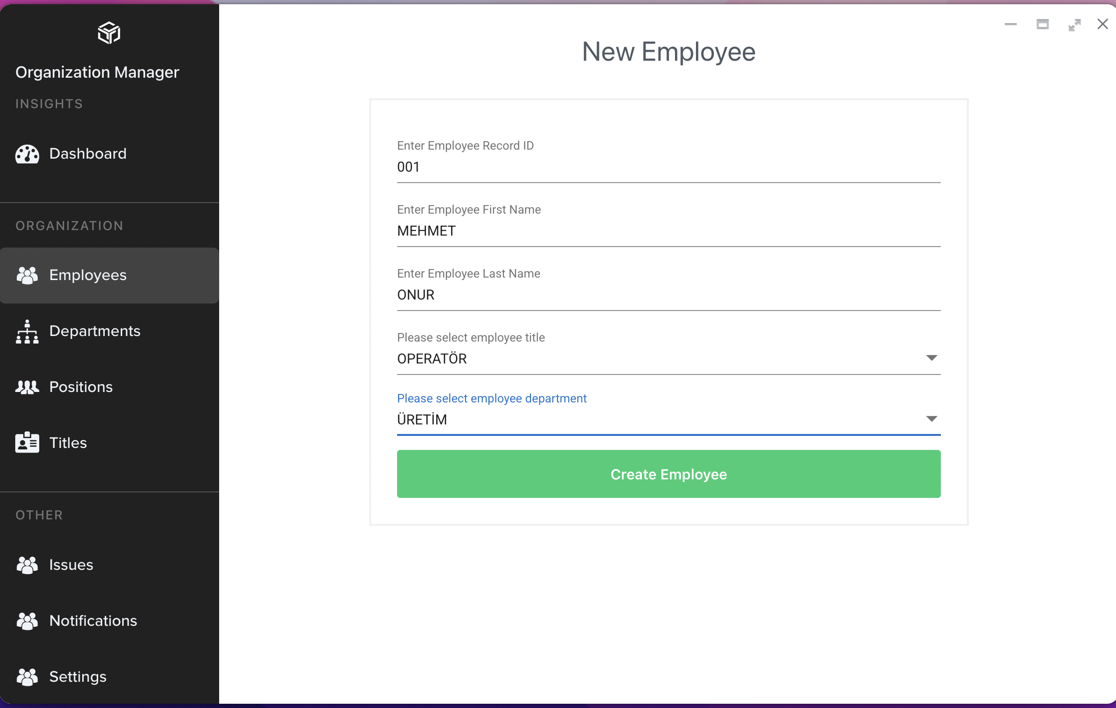 Organization Manager
INSIGHTS
Dashboard
ORGANIZATION
Employees
Departments
Positions
Titles
OTHER
Issues
Notifications
Settings
New Employee
Enter Employee Record ID
001
Enter Employee First Name
MEHMET
Enter Employee Last Name
ONUR
Please select employee title
OPERATÖR
Please select employee department
ÜRETİM
Create Employee